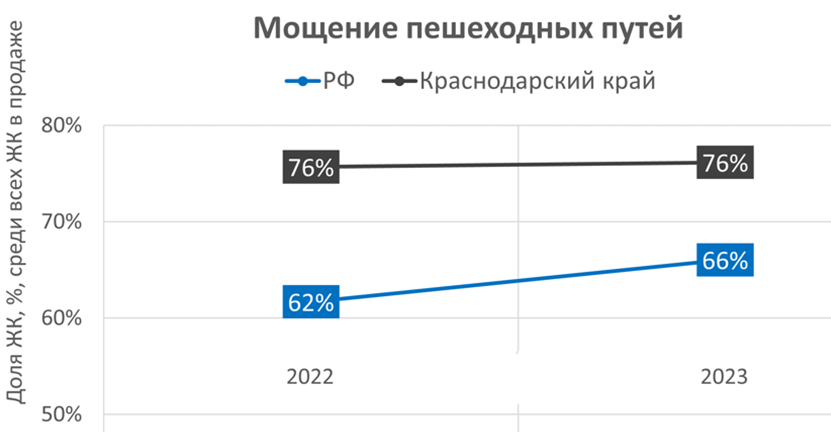 Мощение пешеходных путей
РФ
Краснодарский край
Доля ЖК, %, среди всех ЖК в продаже
80%
76%
76%
70%
66%
62%
60%
2022
2023
50%